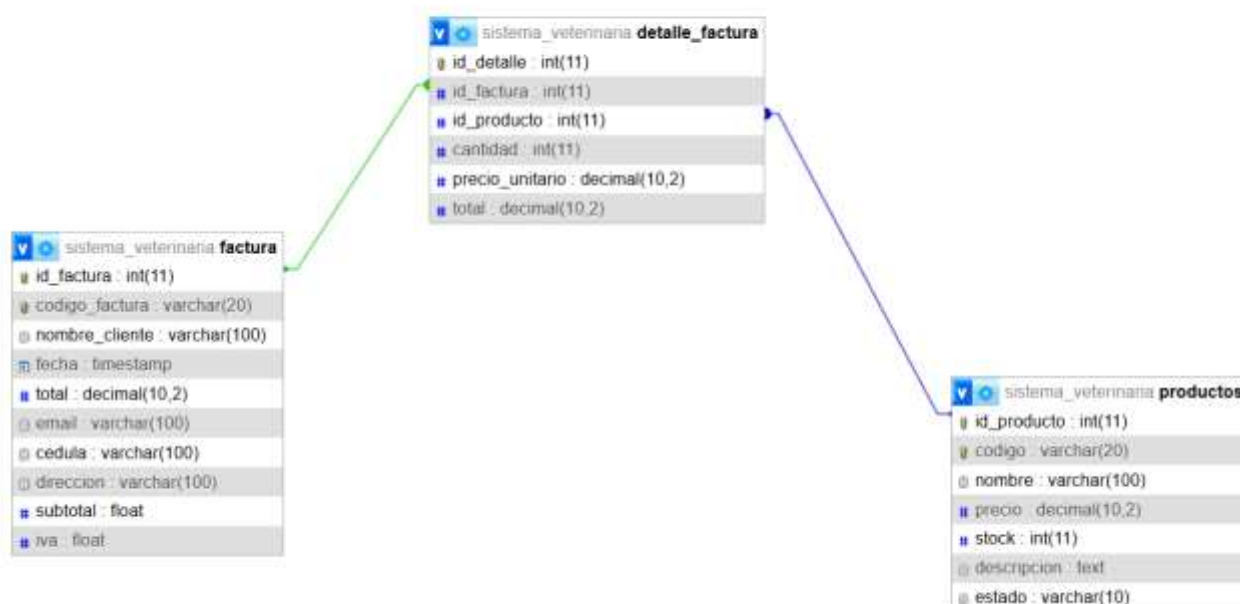 sistema_veterinaria detalle_factura
id_detalle : int(11)
id_factura : int(11)
id_producto : int(11)
cantidad : int(11)
precio_unitario : decimal(10,2)
total : decimal(10,2)
sistema_veterinaria factura
id_factura : int(11)
codigo_factura : varchar(20)
nombre_cliente : varchar(100)
fecha : timestamp
total : decimal(10,2)
email : varchar(100)
cedula : varchar(100)
direccion : varchar(100)
subtotal : float
iva : float
sistema_veterinaria productos
id_producto : int(11)
codigo : varchar(20)
nombre : varchar(100)
precio : decimal(10,2)
stock : int(11)
descripcion : text
estado : varchar(10)